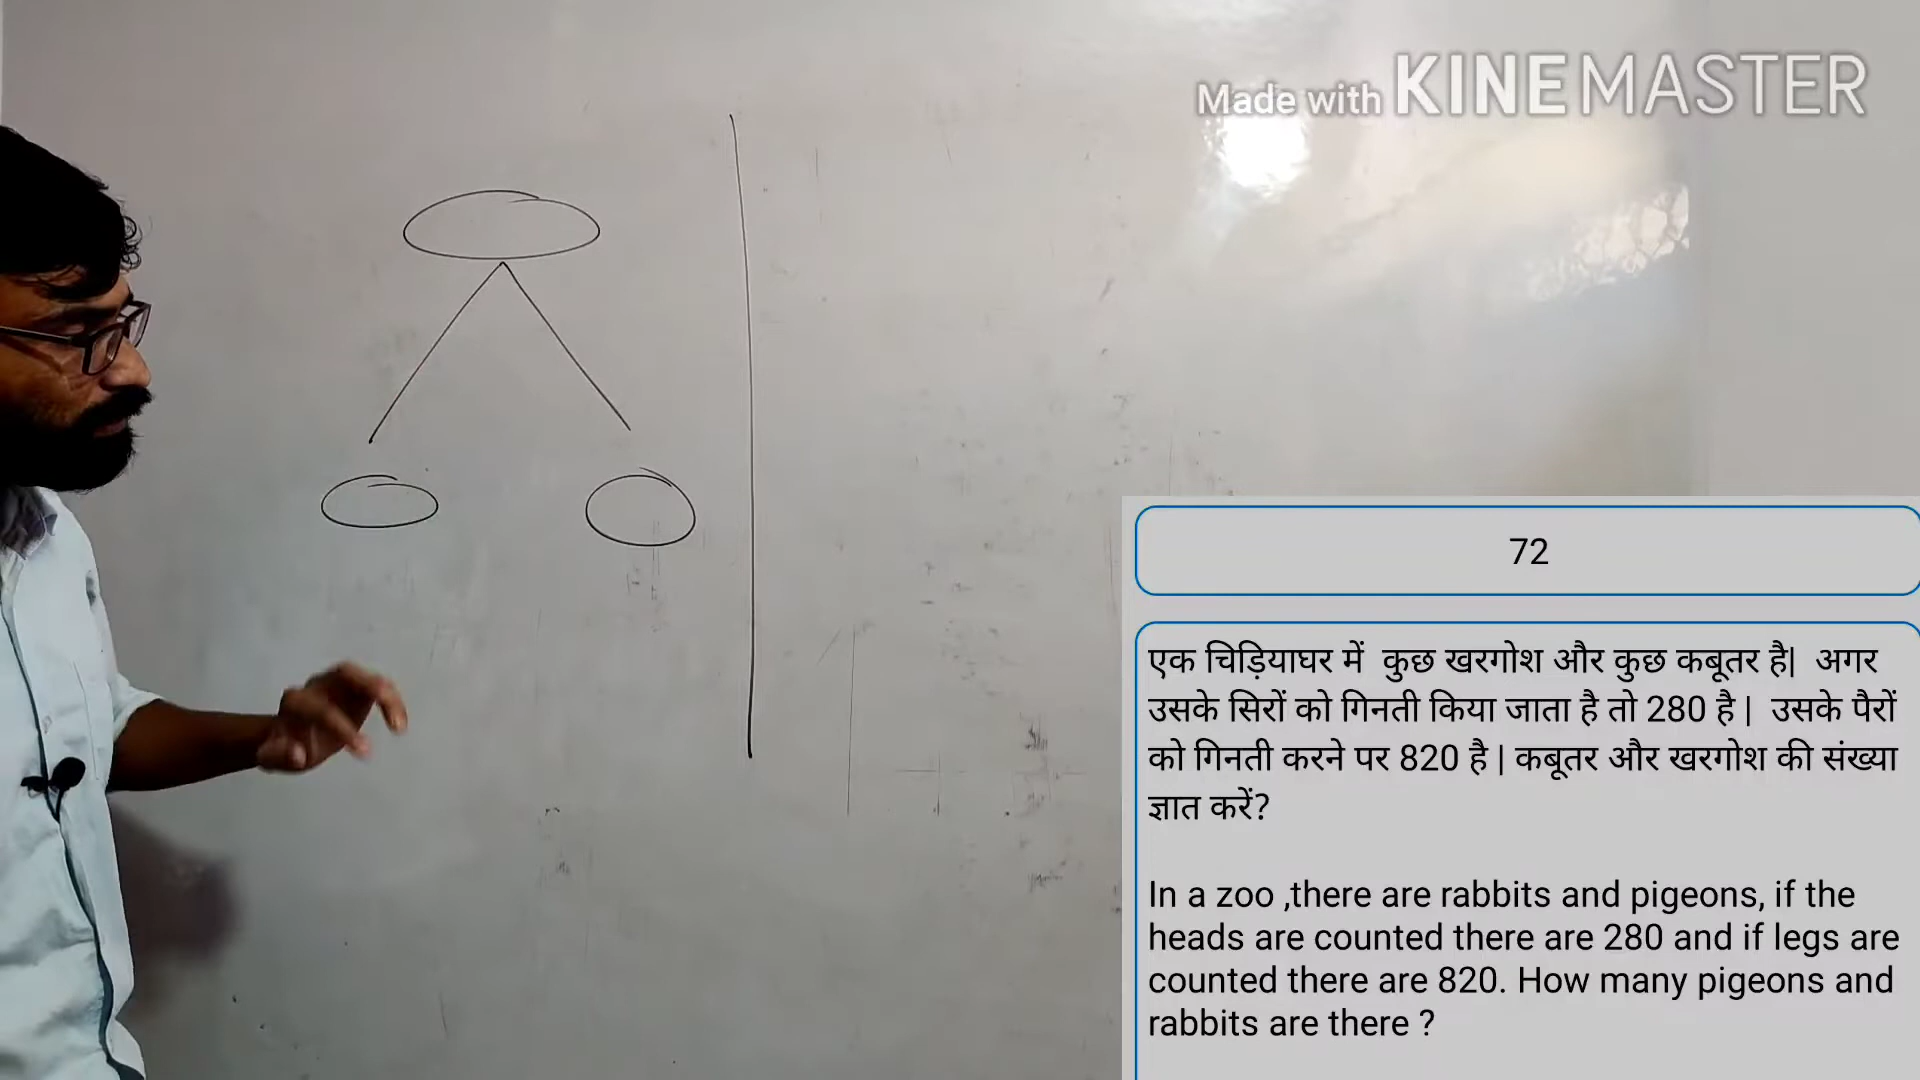 Made with KINEMASTER
72
एक चिड़ियाघर में कुछ खरगोश और कुछ कबूतर है| अगर
उसके सिरों को गिनती किया जाता है तो 280 है | उसके पैरों
को गिनती करने पर 820 है | कबूतर और खरगोश की संख्या
ज्ञात करें?
In a zoo ,there are rabbits and pigeons, if the
heads are counted there are 280 and if legs are
counted there are 820. How many pigeons and
rabbits are there ?